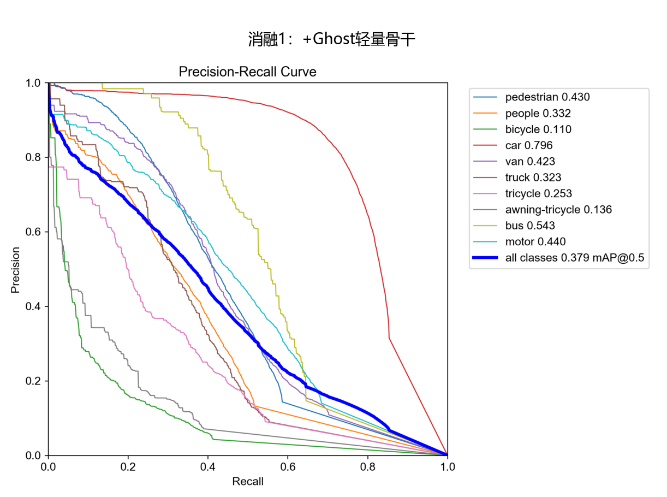 消融1：+Ghost轻量骨干
Precision-Recall Curve
1.0
0.8
0.6
0.4
0.2
0.0
Precision
0.0 0.2 0.4 0.6 0.8 1.0
Recall
pedestrian 0.430
people 0.332
bicycle 0.110
car 0.796
van 0.423
truck 0.323
tricycle 0.253
awning-tricycle 0.136
bus 0.543
motor 0.440
all classes 0.379 mAP@0.5